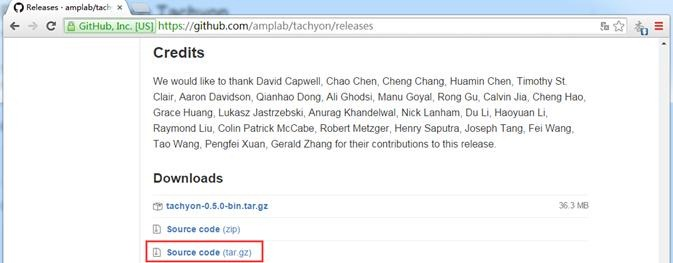 Releases · amplab/tach
GitHub, Inc. [US] https://github.com/amplab/tachyon/releases
Credits
We would like to thank David Capwell, Chao Chen, Cheng Chang, Huamin Chen, Timothy St.
Clair, Aaron Davidson, Qianhao Dong, Ali Ghodsi, Manu Goyal, Rong Gu, Calvin Jia, Cheng Hao,
Grace Huang, Lukasz Jastrzebski, Anurag Khandelwal, Nick Lanham, Du Li, Haoyuan Li,
Raymond Liu, Colin Patrick McCabe, Robert Metzger, Henry Saputra, Joseph Tang, Fei Wang,
Tao Wang, Pengfei Xuan, Gerald Zhang for their contributions to this release.
Downloads
tachyon-0.5.0-bin.tar.gz 36.3 MB
Source code (zip)
Source code (tar.gz)